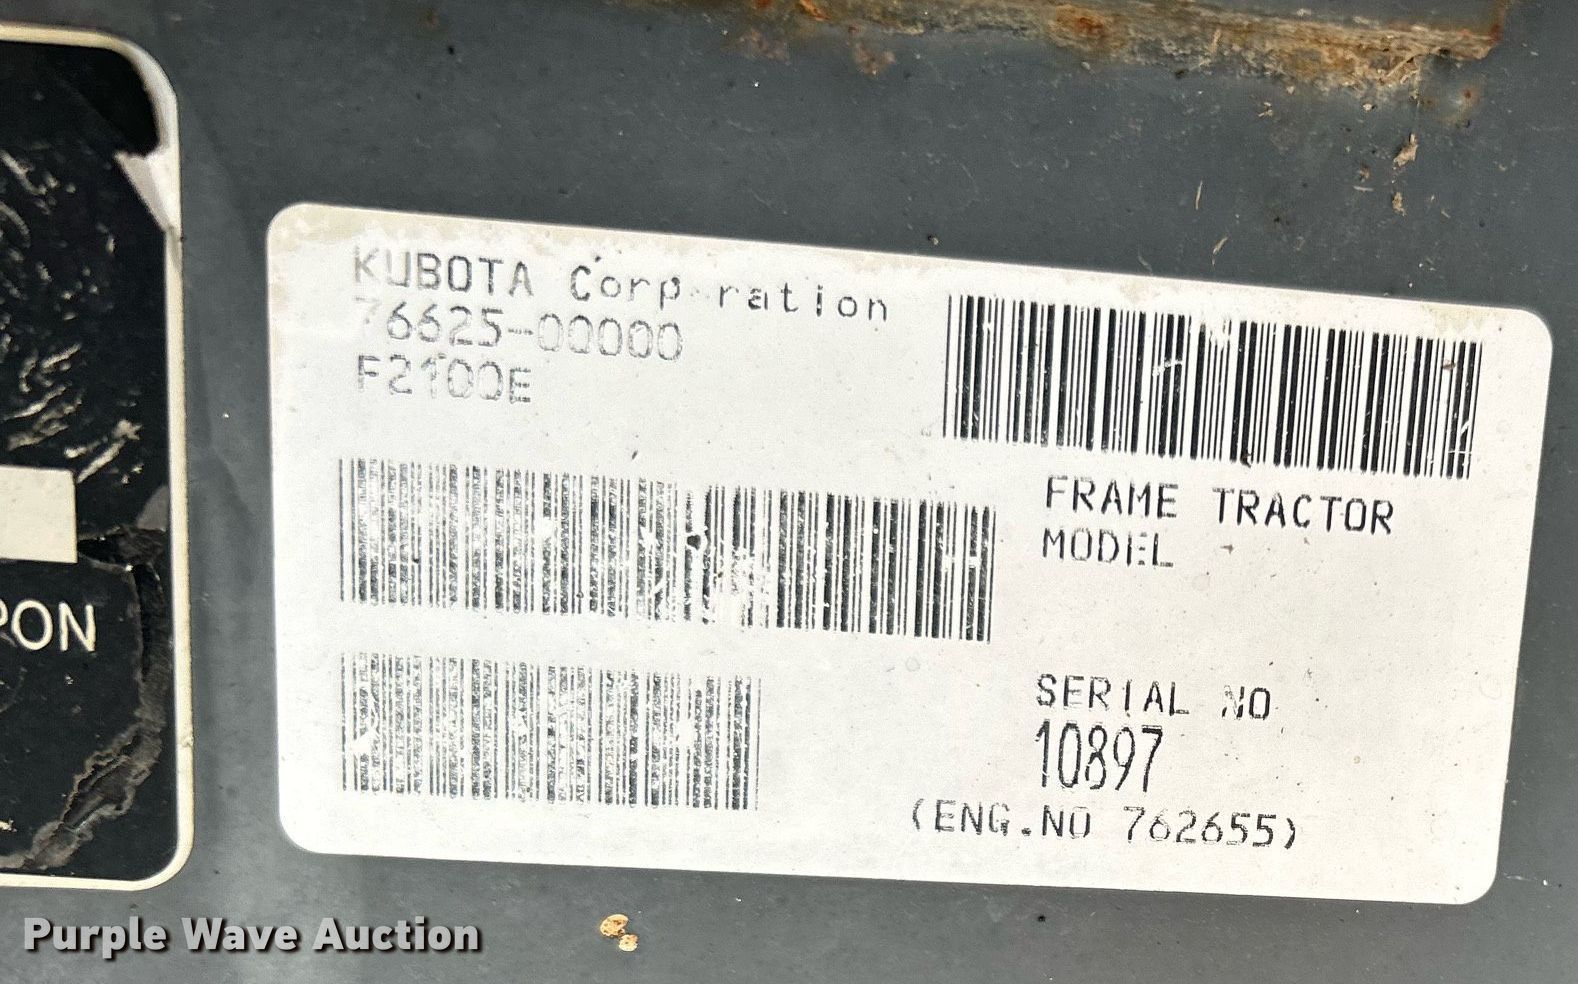 KUBOTA Corp ration
76625-00000
F2100E
FRAME TRACTOR
MODEL
SERIAL NO
10897
(ENG.NO 762655)
PON
Purple Wave Auction